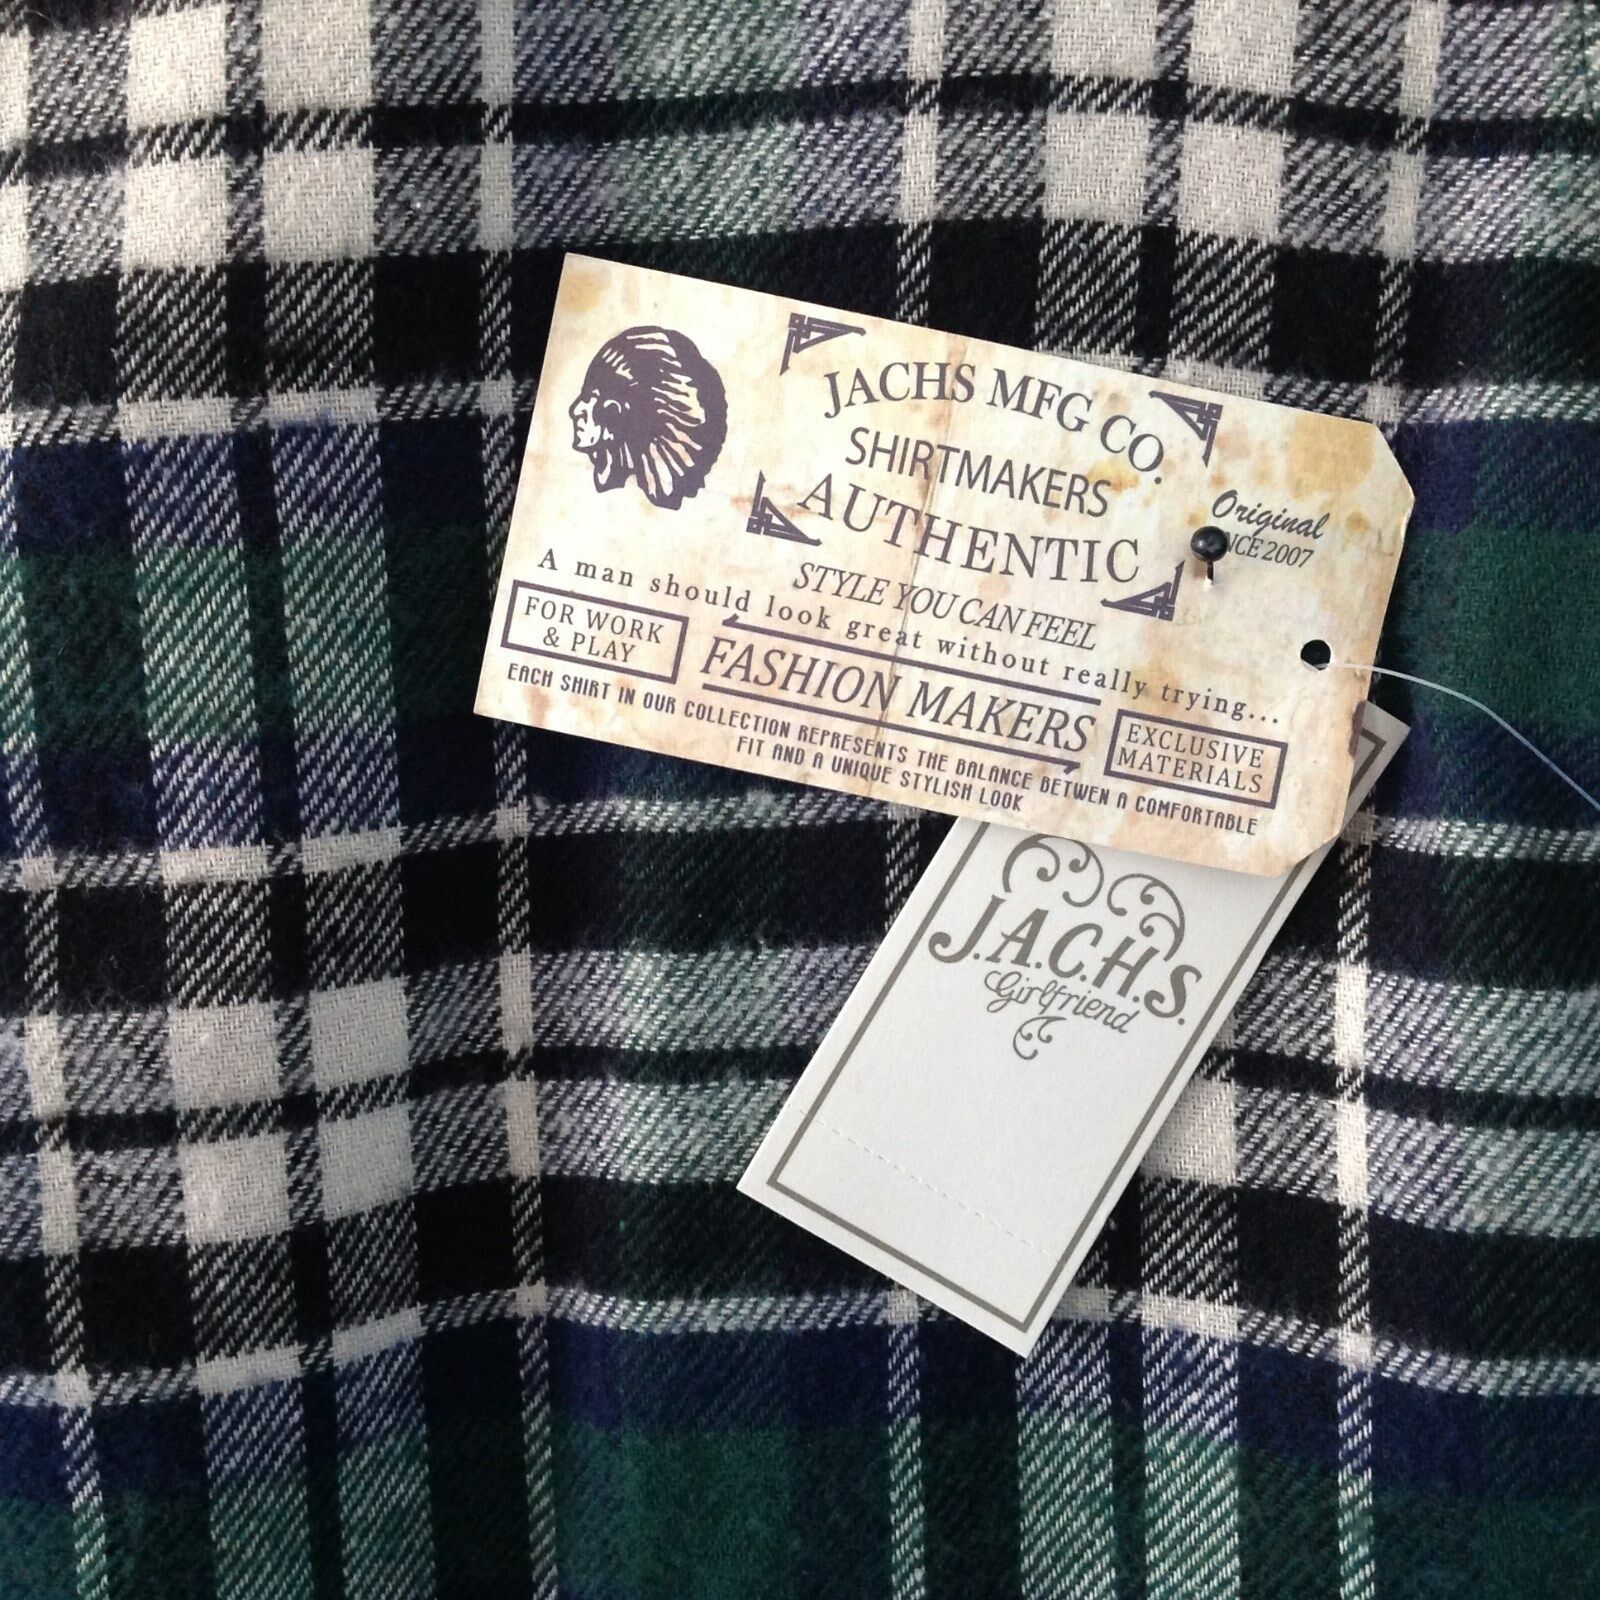 JACHS MFG CO.
SHIRTMAKERS
AUTHENTIC
STYLE YOU CAN FEEL
Original
NCE 2007
A man should look great without really trying...
FOR WORK
& PLAY
FASHION MAKERS
EXCLUSIVE
MATERIALS
EACH SHIRT IN OUR COLLECTION REPRESENTS THE BALANCE BETWEN A COMFORTABLE
FIT AND A UNIQUE STYLISH LOOK
J.A.C.H.S.
Girlfriend